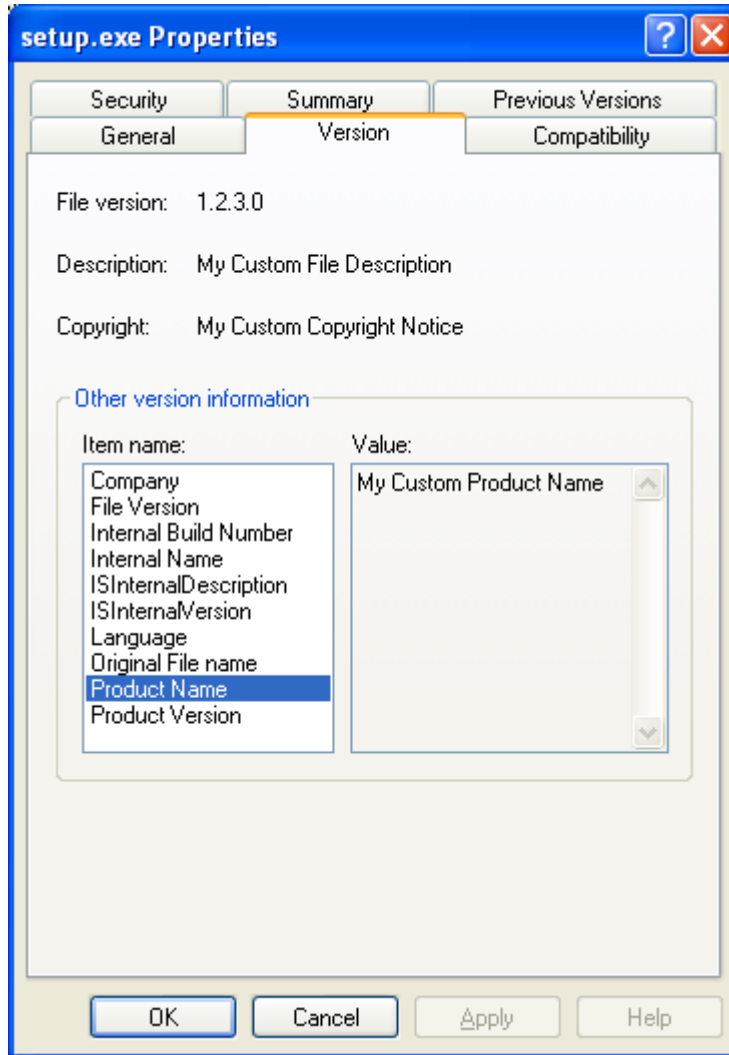 setup.exe Properties
Security Summary Previous Versions
General Version Compatibility
File version: 1.2.3.0
Description: My Custom File Description
Copyright: My Custom Copyright Notice
Other version information
Item name: Value:
Company My Custom Product Name
File Version
Internal Build Number
Internal Name
ISInternalDescription
ISInternalVersion
Language
Original File name
Product Name
Product Version
OK Cancel Apply Help